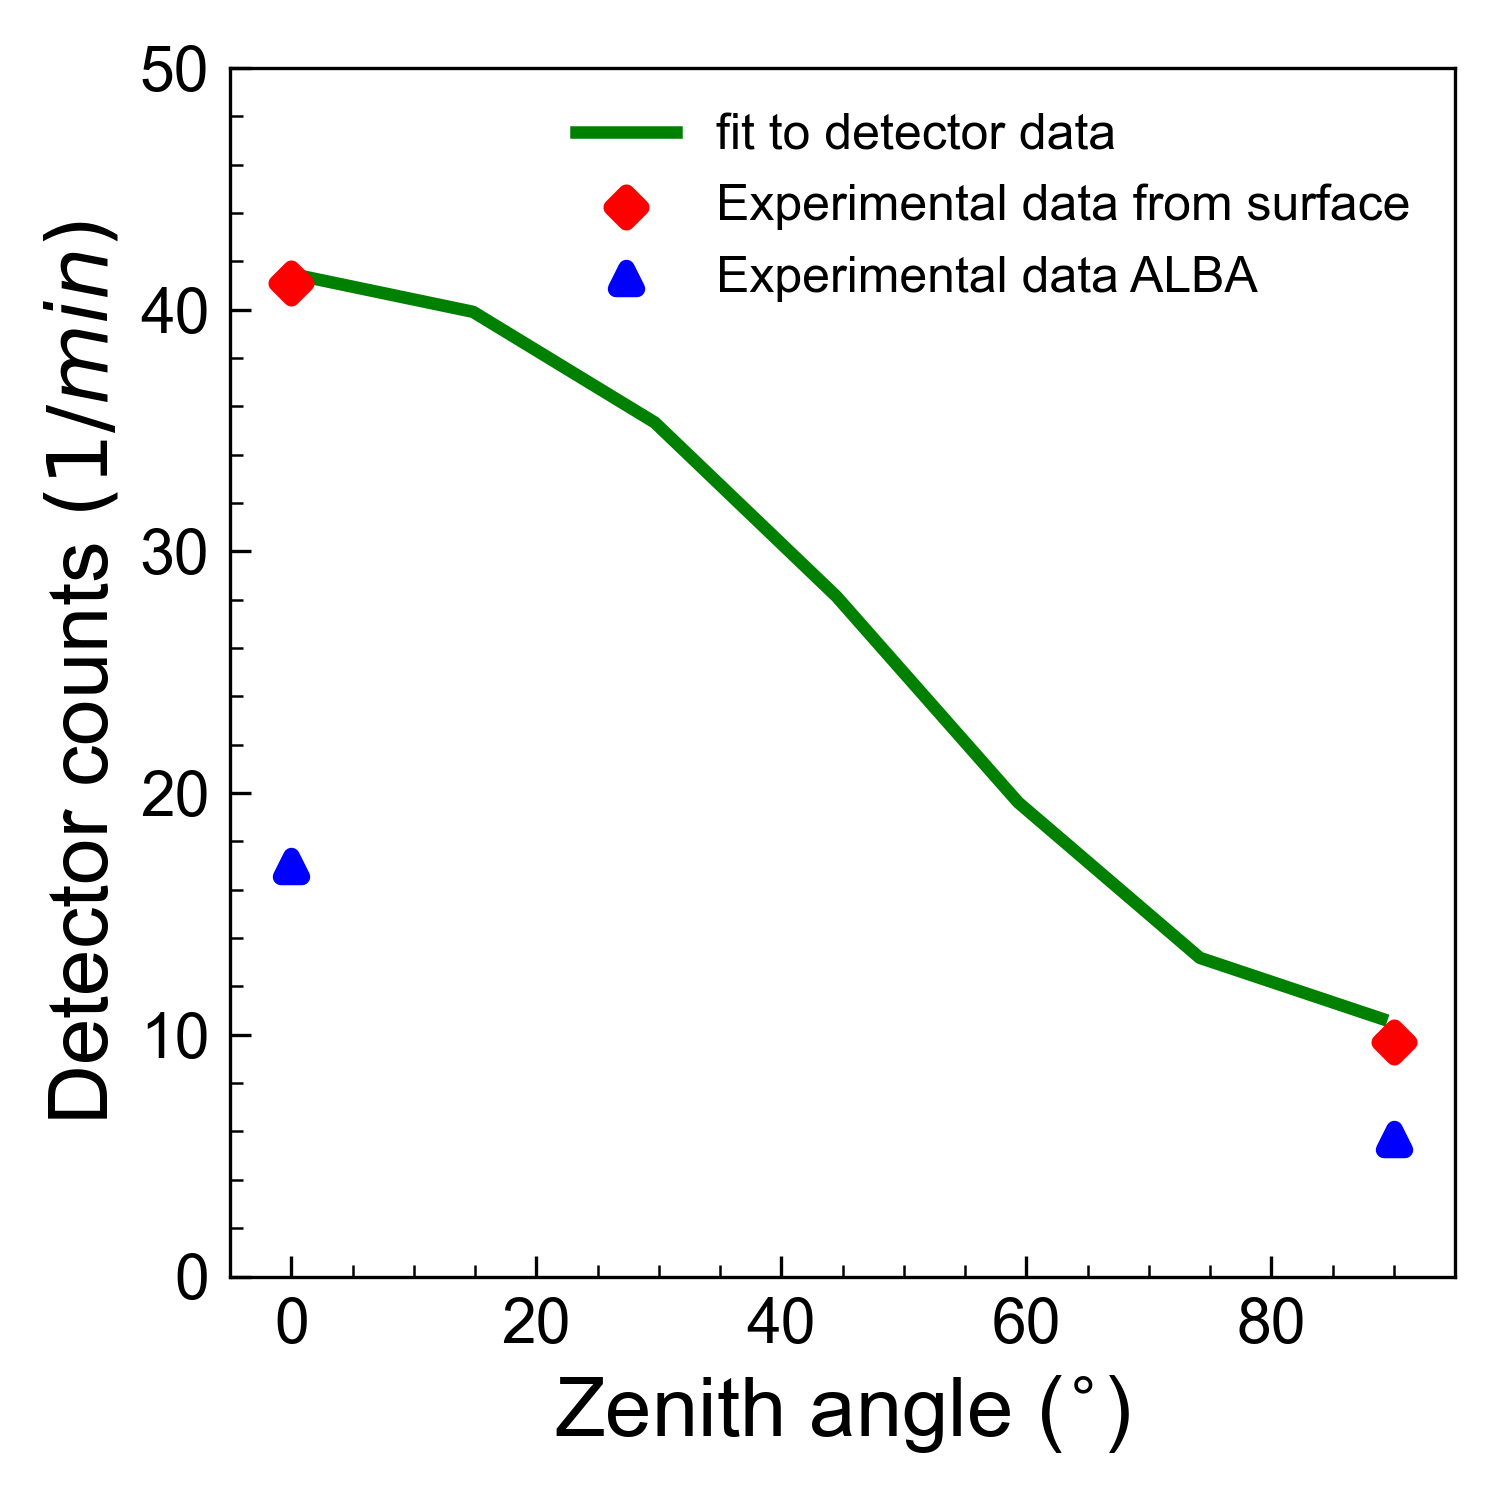 50
40
30
20
10
0
0 20 40 60 80
Detector counts (1/min)
Zenith angle (°)
fit to detector data
Experimental data from surface
Experimental data ALBA